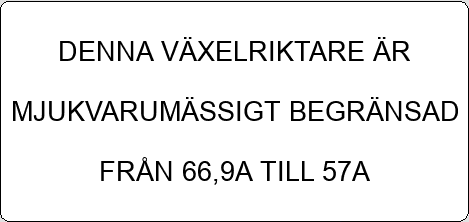 DENNA VÄXELRIKTARE ÄR
MJUKVARUMÄSSIGT BEGRÄNSAD
FRÅN 66,9A TILL 57A